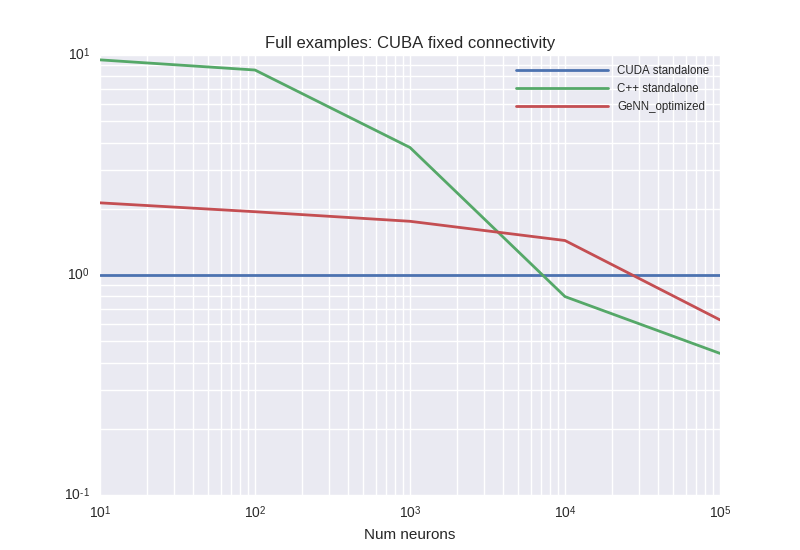 Full examples: CUBA fixed connectivity
10¹
CUDA standalone
C++ standalone
GeNN_optimized
10⁰
10⁻¹
10¹ 10² 10³ 10⁴ 10⁵
Num neurons